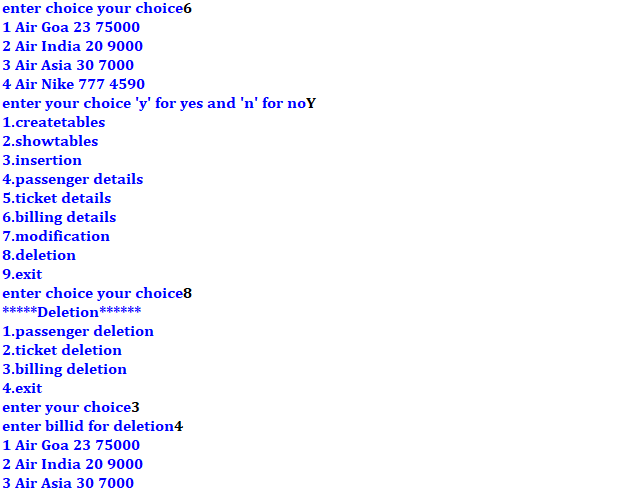 enter choice your choice6
1 Air Goa 23 75000
2 Air India 20 9000
3 Air Asia 30 7000
4 Air Nike 777 4590
enter your choice 'y' for yes and 'n' for noY
1.createtables
2.showtables
3.insertion
4.passenger details
5.ticket details
6.billing details
7.modification
8.deletion
9.exit
enter choice your choice8
*****Deletion******
1.passenger deletion
2.ticket deletion
3.billing deletion
4.exit
enter your choice3
enter billid for deletion4
1 Air Goa 23 75000
2 Air India 20 9000
3 Air Asia 30 7000